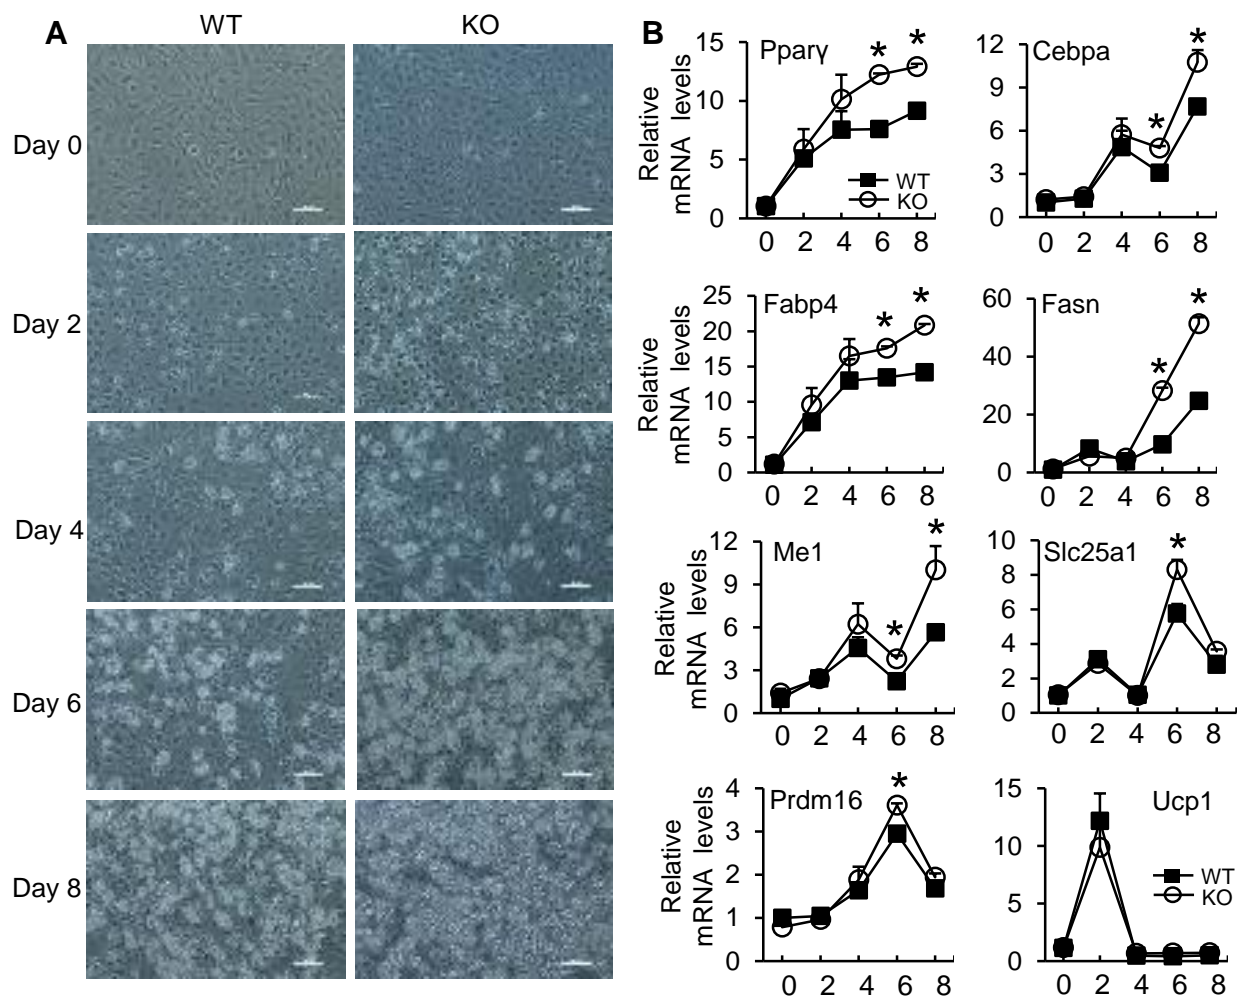 A
WT
KO
Day 0
Day 2
Day 4
Day 6
Day 8
B
Relative
mRNA levels
15
10
5
0
Pparγ
*
*
WT
KO
0 2 4 6 8
12
9
6
3
0
Cebpa
*
*
0 2 4 6 8
Relative
mRNA levels
25
20
15
10
5
0
Fabp4
*
*
0 2 4 6 8
60
40
20
0
Fasn
*
*
0 2 4 6 8
Relative
mRNA levels
12
9
6
3
0
Me1
*
*
0 2 4 6 8
10
8
6
4
2
0
Slc25a1
*
0 2 4 6 8
Relative
mRNA levels
4
3
2
1
0
Prdm16
*
0 2 4 6 8
15
10
5
0
Ucp1
WT
KO
0 2 4 6 8